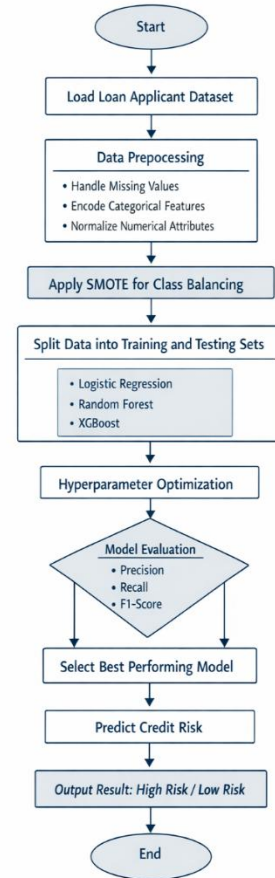 Start
Load Loan Applicant Dataset
Data Prepocessing
• Handle Missing Values
• Encode Categorical Features
• Normalize Numerical Attributes
Apply SMOTE for Class Balancing
Split Data into Training and Testing Sets
• Logistic Regression
• Random Forest
• XGBoost
Hyperparameter Optimization
Model Evaluation
• Precision
• Recall
• F1-Score
Select Best Performing Model
Predict Credit Risk
Output Result: High Risk / Low Risk
End